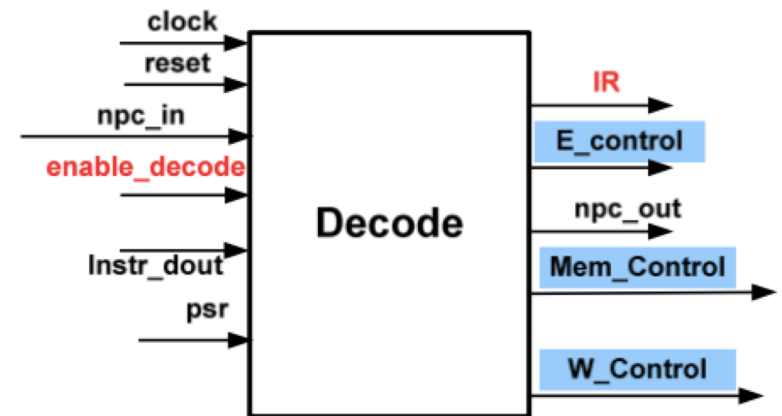 clock
reset
npc_in
enable_decode
Instr_dout
psr
Decode
IR
E_control
npc_out
Mem_Control
W_Control